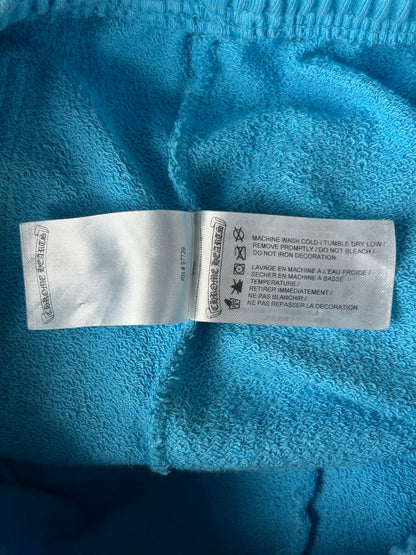 CHROME HEARTS
RN # 97729
CHROME HEARTS
MACHINE WASH COLD / TUMBLE DRY LOW /
REMOVE PROMPTLY / DO NOT BLEACH /
DO NOT IRON DECORATION
LAVAGE EN MACHINE A L'EAU FROIDE /
SECHER EN MACHINE A BASSE
TEMPERATURE /
RETIRER IMMÉDIATEMENT /
NE PAS BLANCHIR /
NE PAS REPASSER LA DECORATION